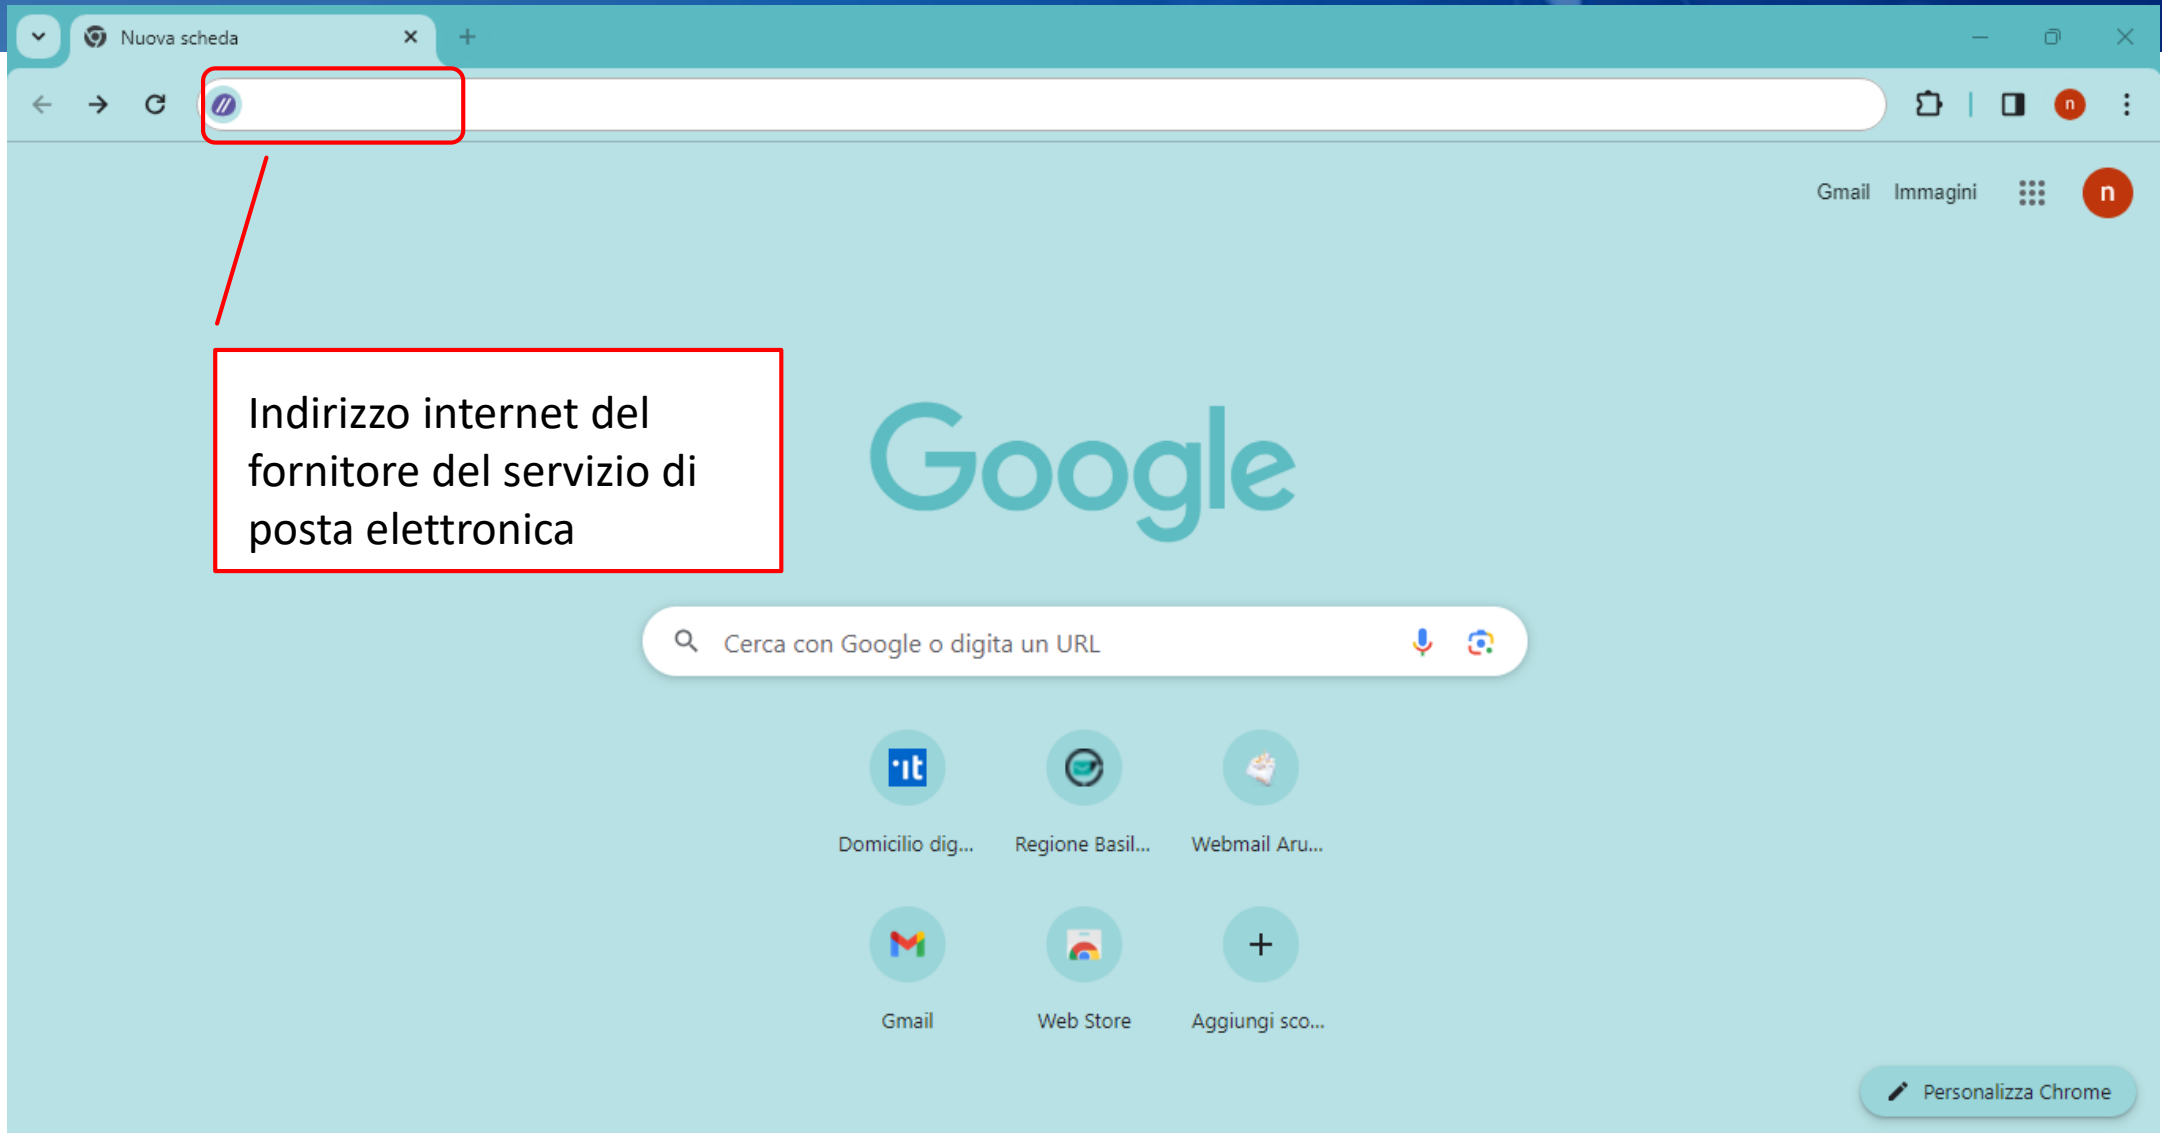 Nuova scheda
n
Gmail Immagini
n
Indirizzo internet del
fornitore del servizio di
posta elettronica
Google
Cerca con Google o digita un URL
·it
Domicilio dig...
Regione Basil...
Webmail Aru...
Gmail
Web Store
Aggiungi sco...
Personalizza Chrome